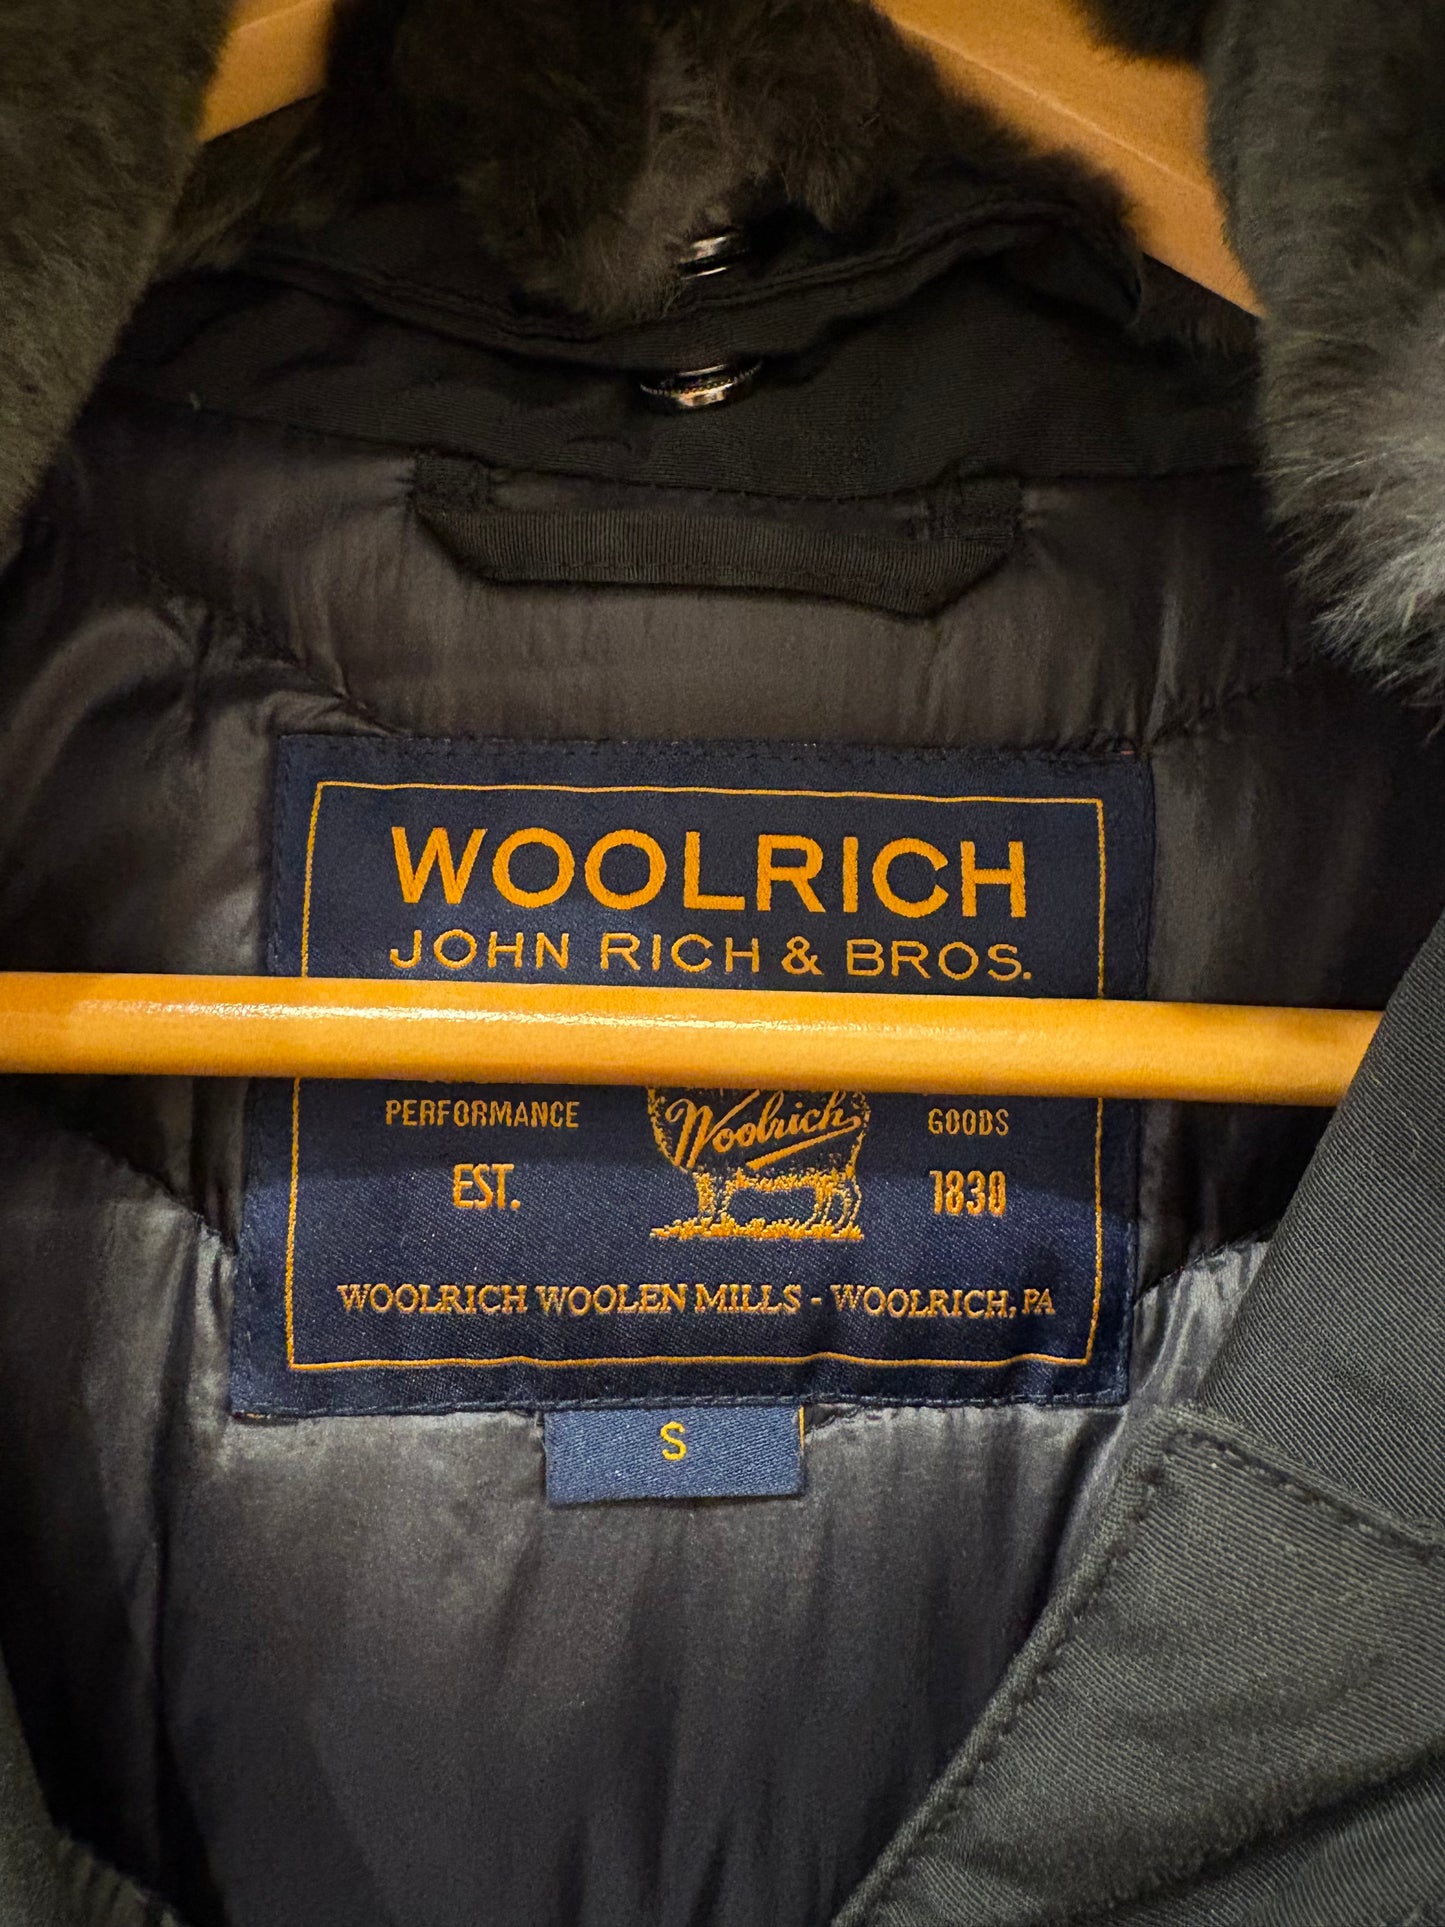 WOOLRICH
JOHN RICH & BROS.
PERFORMANCE Woolrich GOODS
EST. 1830
WOOLRICH WOOLEN MILLS - WOOLRICH, PA
S